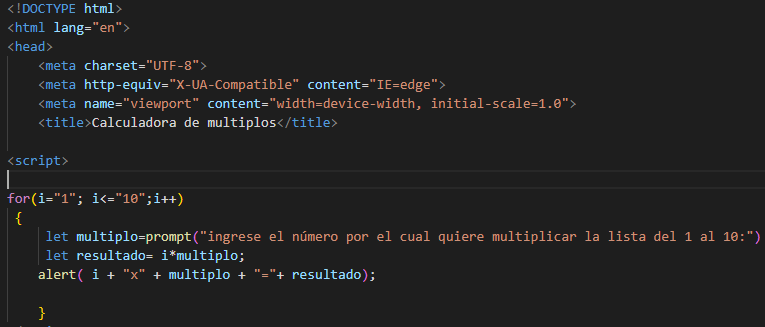 <!DOCTYPE html>
<html lang="en">
<head>
    <meta charset="UTF-8">
    <meta http-equiv="X-UA-Compatible" content="IE=edge">
    <meta name="viewport" content="width=device-width, initial-scale=1.0">
    <title>Calculadora de multiplos</title>

<script>

for(i="1"; i<="10";i++)
 {
     let multiplo=prompt("ingrese el número por el cual quiere multiplicar la lista del 1 al 10:")
     let resultado= i*multiplo;
    alert( i + "x" + multiplo + "="+ resultado);

    }